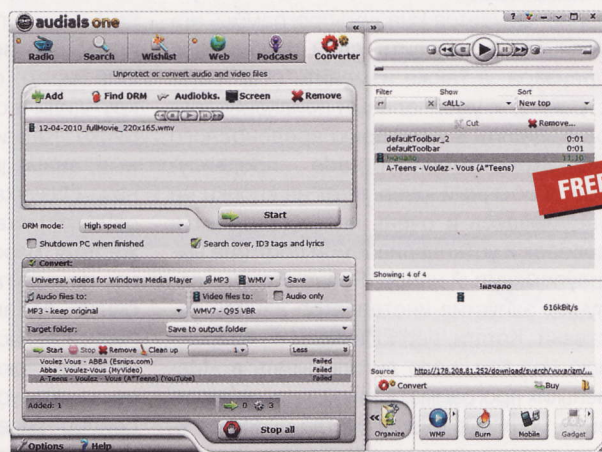 audials one
Radio
Search
Wishlist
Web
Podcasts
Converter
Unprotect or convert audio and video files
Add
Find DRM
Audiobks.
Screen
Remove
12-04-2010_fullMovie_220x165.wmv
DRM mode:
High speed
Start
Shutdown PC when finished
Search cover, ID3 tags and lyrics
Convert:
Universal, videos for Windows Media Player
MP3
WMV
Save
Audio files to:
Video files to:
Audio only
MP3 - keep original
WMV7 - Q95 VBR
Target folder:
Save to output folder
Start
Stop
Remove
Clean up
1
Less
Voulez Vous - ABBA (Esnips.com)
Failed
Abba - Voulez-Vous (MyVideo)
Failed
A-Teens - Voulez - Vous (A*Teens) (YouTube)
Failed
Added: 1
0
3
Stop all
Options
Help
Filter
Show
Sort
<ALL>
New top
Cut
Remove...
defaultToolbar_2
0:01
defaultToolbar
0:01
!начало
11:10
A-Teens - Voulez - Vous (A*Teens)
FREE
Showing: 4 of 4
!начало
616kBit/s
Source
Convert
Buy
Organize
WMP
Burn
Mobile
Gadget